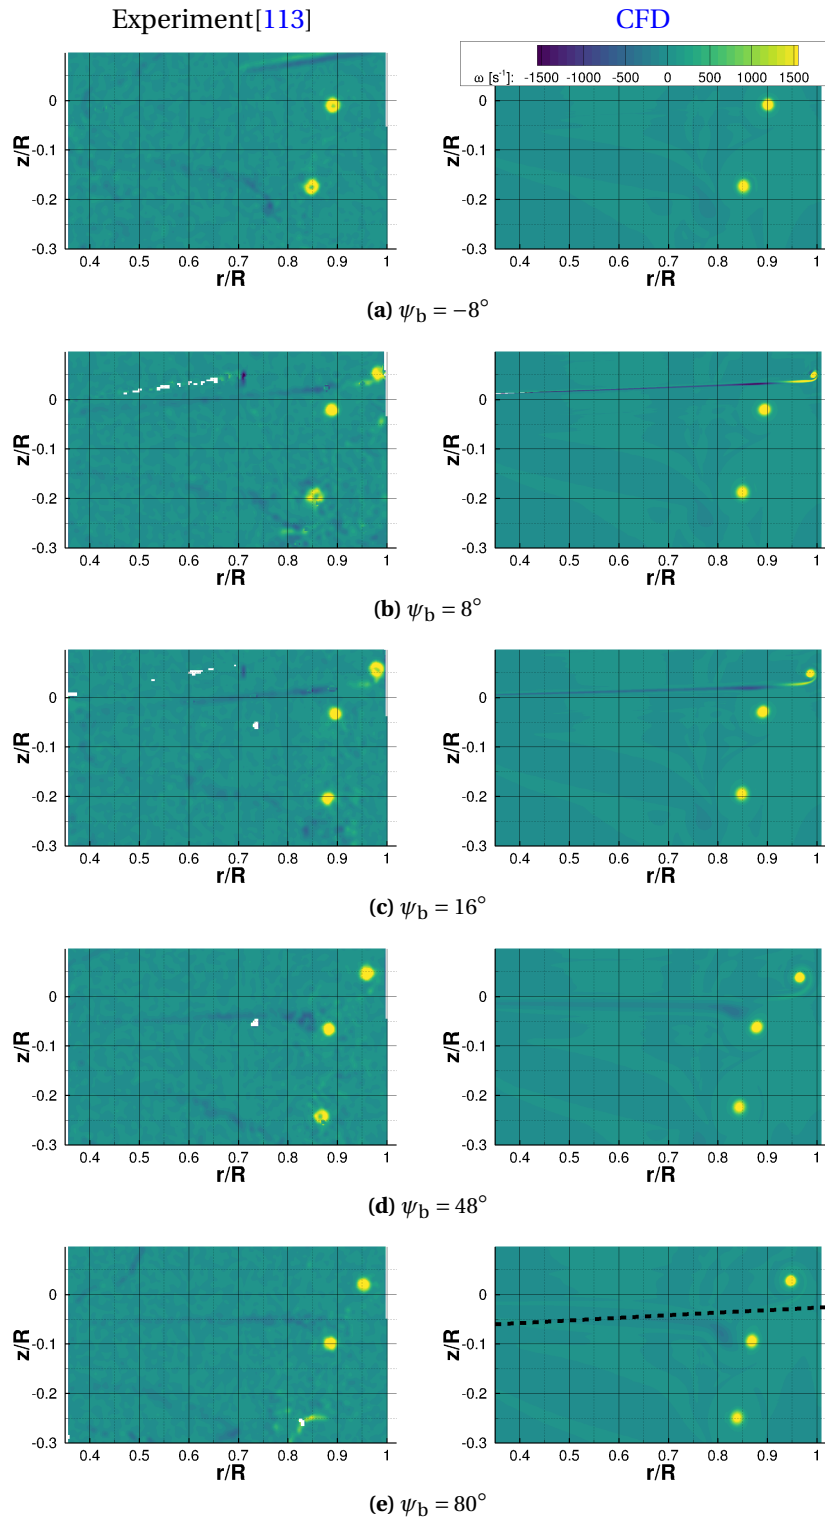 Experiment[113] CFD
ω [s⁻¹]: -1500 -1000 -500 0 500 1000 1500
z/R 0 -0.1 -0.2 -0.3
0.4 0.5 0.6 0.7 0.8 0.9 1
r/R
z/R 0 -0.1 -0.2 -0.3
0.4 0.5 0.6 0.7 0.8 0.9 1
r/R
(a) ψb = −8°
z/R 0 -0.1 -0.2 -0.3
0.4 0.5 0.6 0.7 0.8 0.9 1
r/R
z/R 0 -0.1 -0.2 -0.3
0.4 0.5 0.6 0.7 0.8 0.9 1
r/R
(b) ψb = 8°
z/R 0 -0.1 -0.2 -0.3
0.4 0.5 0.6 0.7 0.8 0.9 1
r/R
z/R 0 -0.1 -0.2 -0.3
0.4 0.5 0.6 0.7 0.8 0.9 1
r/R
(c) ψb = 16°
z/R 0 -0.1 -0.2 -0.3
0.4 0.5 0.6 0.7 0.8 0.9 1
r/R
z/R 0 -0.1 -0.2 -0.3
0.4 0.5 0.6 0.7 0.8 0.9 1
r/R
(d) ψb = 48°
z/R 0 -0.1 -0.2 -0.3
0.4 0.5 0.6 0.7 0.8 0.9 1
r/R
z/R 0 -0.1 -0.2 -0.3
0.4 0.5 0.6 0.7 0.8 0.9 1
r/R
(e) ψb = 80°